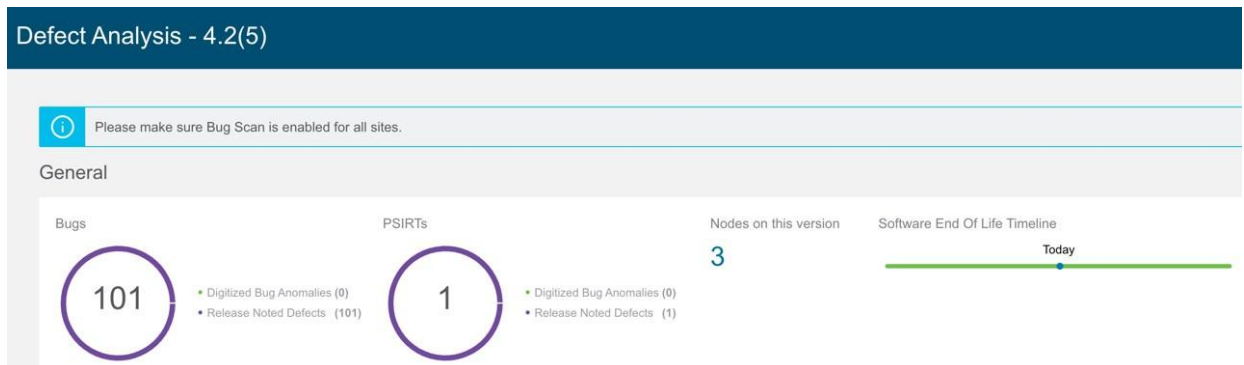 Defect Analysis - 4.2(5)
Please make sure Bug Scan is enabled for all sites.
General
Bugs
101
• Digitized Bug Anomalies (0)
• Release Noted Defects (101)
PSIRTs
1
• Digitized Bug Anomalies (0)
• Release Noted Defects (1)
Nodes on this version
3
Software End Of Life Timeline
Today